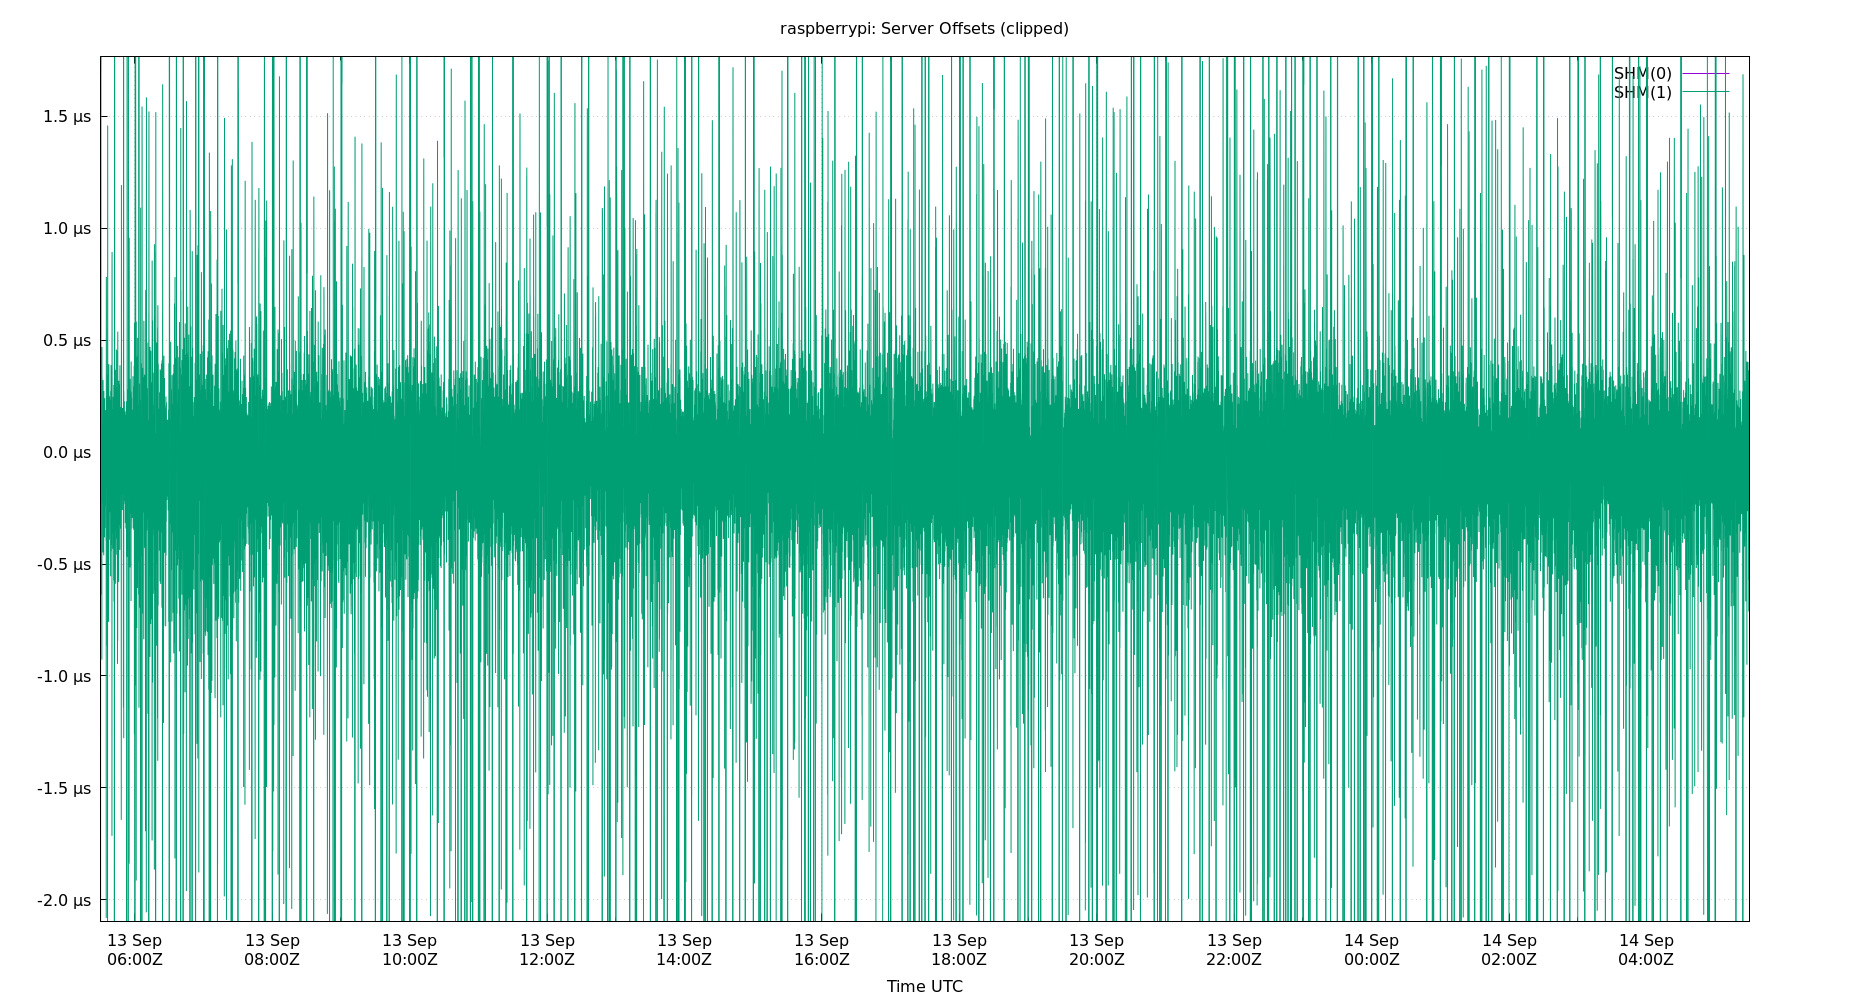 raspberrypi: Server Offsets (clipped)
SHM(0)
SHM(1)
1.5 µs
1.0 µs
0.5 µs
0.0 µs
-0.5 µs
-1.0 µs
-1.5 µs
-2.0 µs
13 Sep 13 Sep 13 Sep 13 Sep 13 Sep 13 Sep 13 Sep 13 Sep 13 Sep 14 Sep 14 Sep 14 Sep
06:00Z 08:00Z 10:00Z 12:00Z 14:00Z 16:00Z 18:00Z 20:00Z 22:00Z 00:00Z 02:00Z 04:00Z
Time UTC